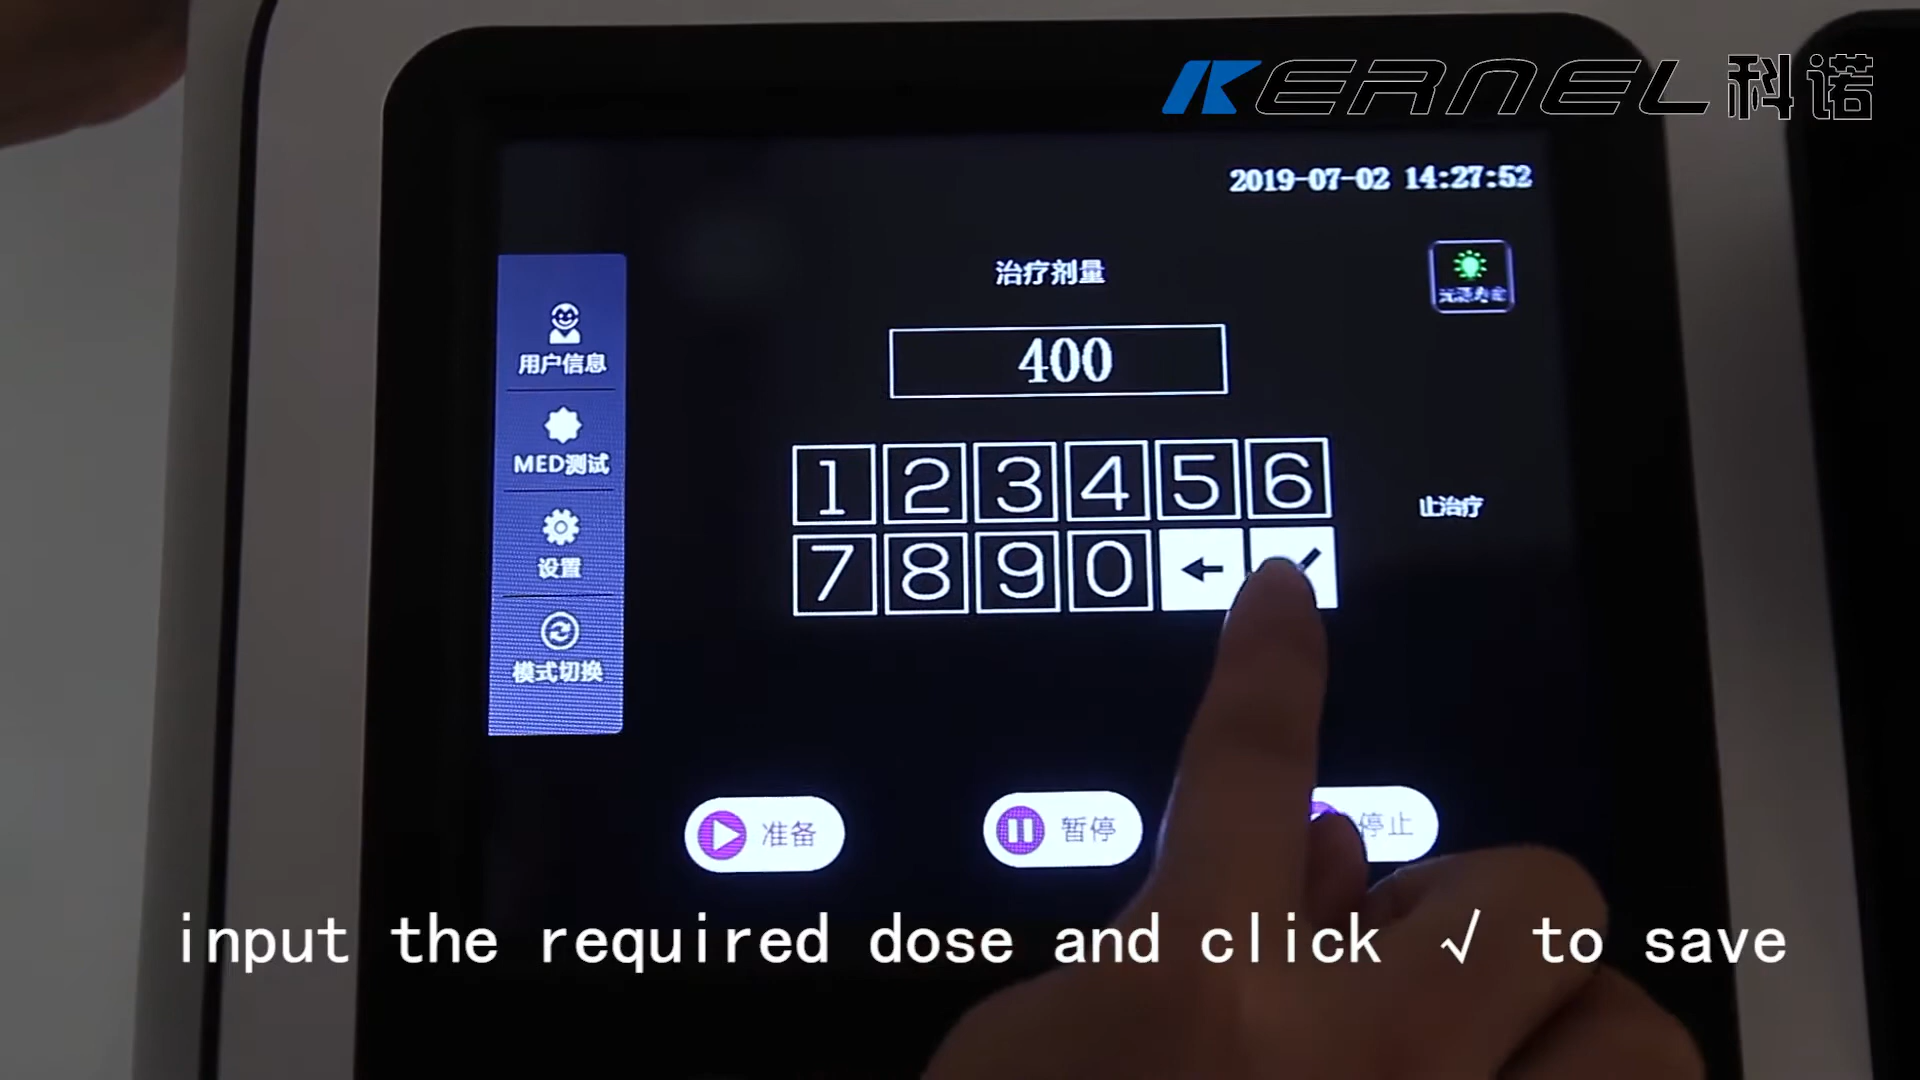 KERNEL科诺
2019-07-02 14:27:52
治疗剂量
400
用户信息
MED测试
设置
模式切换
1 2 3 4 5 6
7 8 9 0 ←
止治疗
准备
暂停
停止
input the required dose and click √ to save